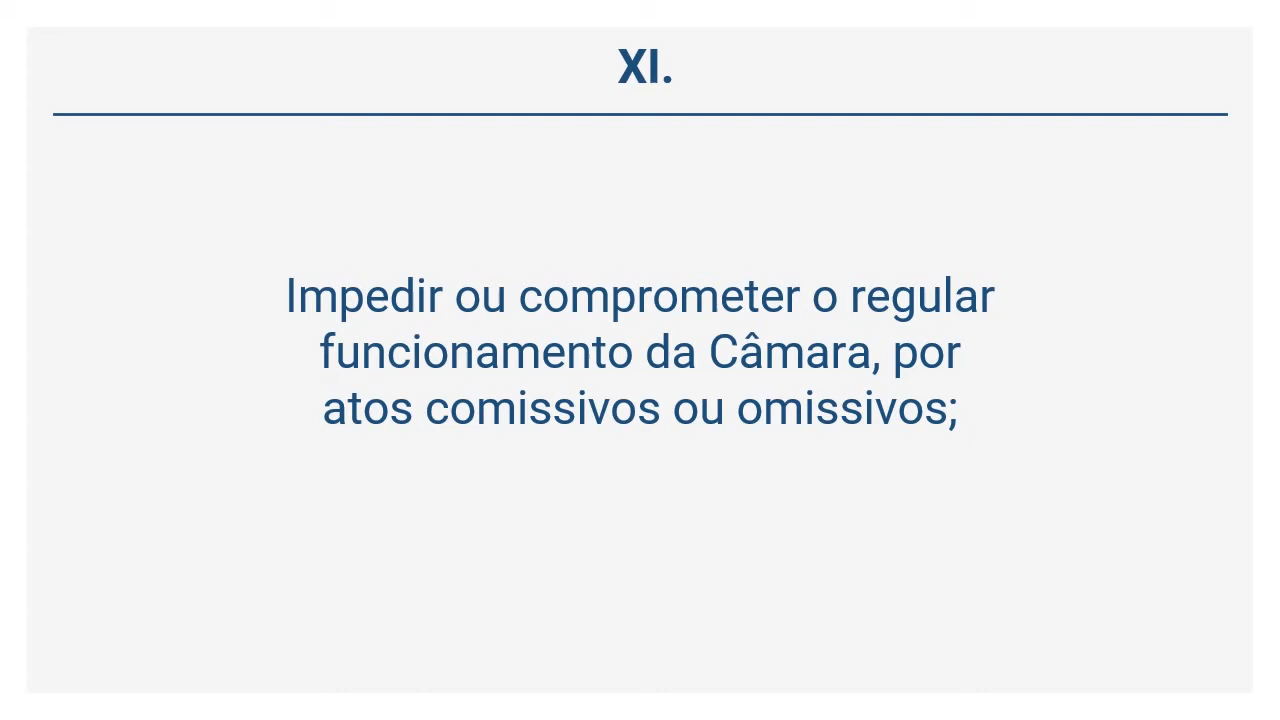 XI.
Impedir ou comprometer o regular
funcionamento da Câmara, por
atos comissivos ou omissivos;